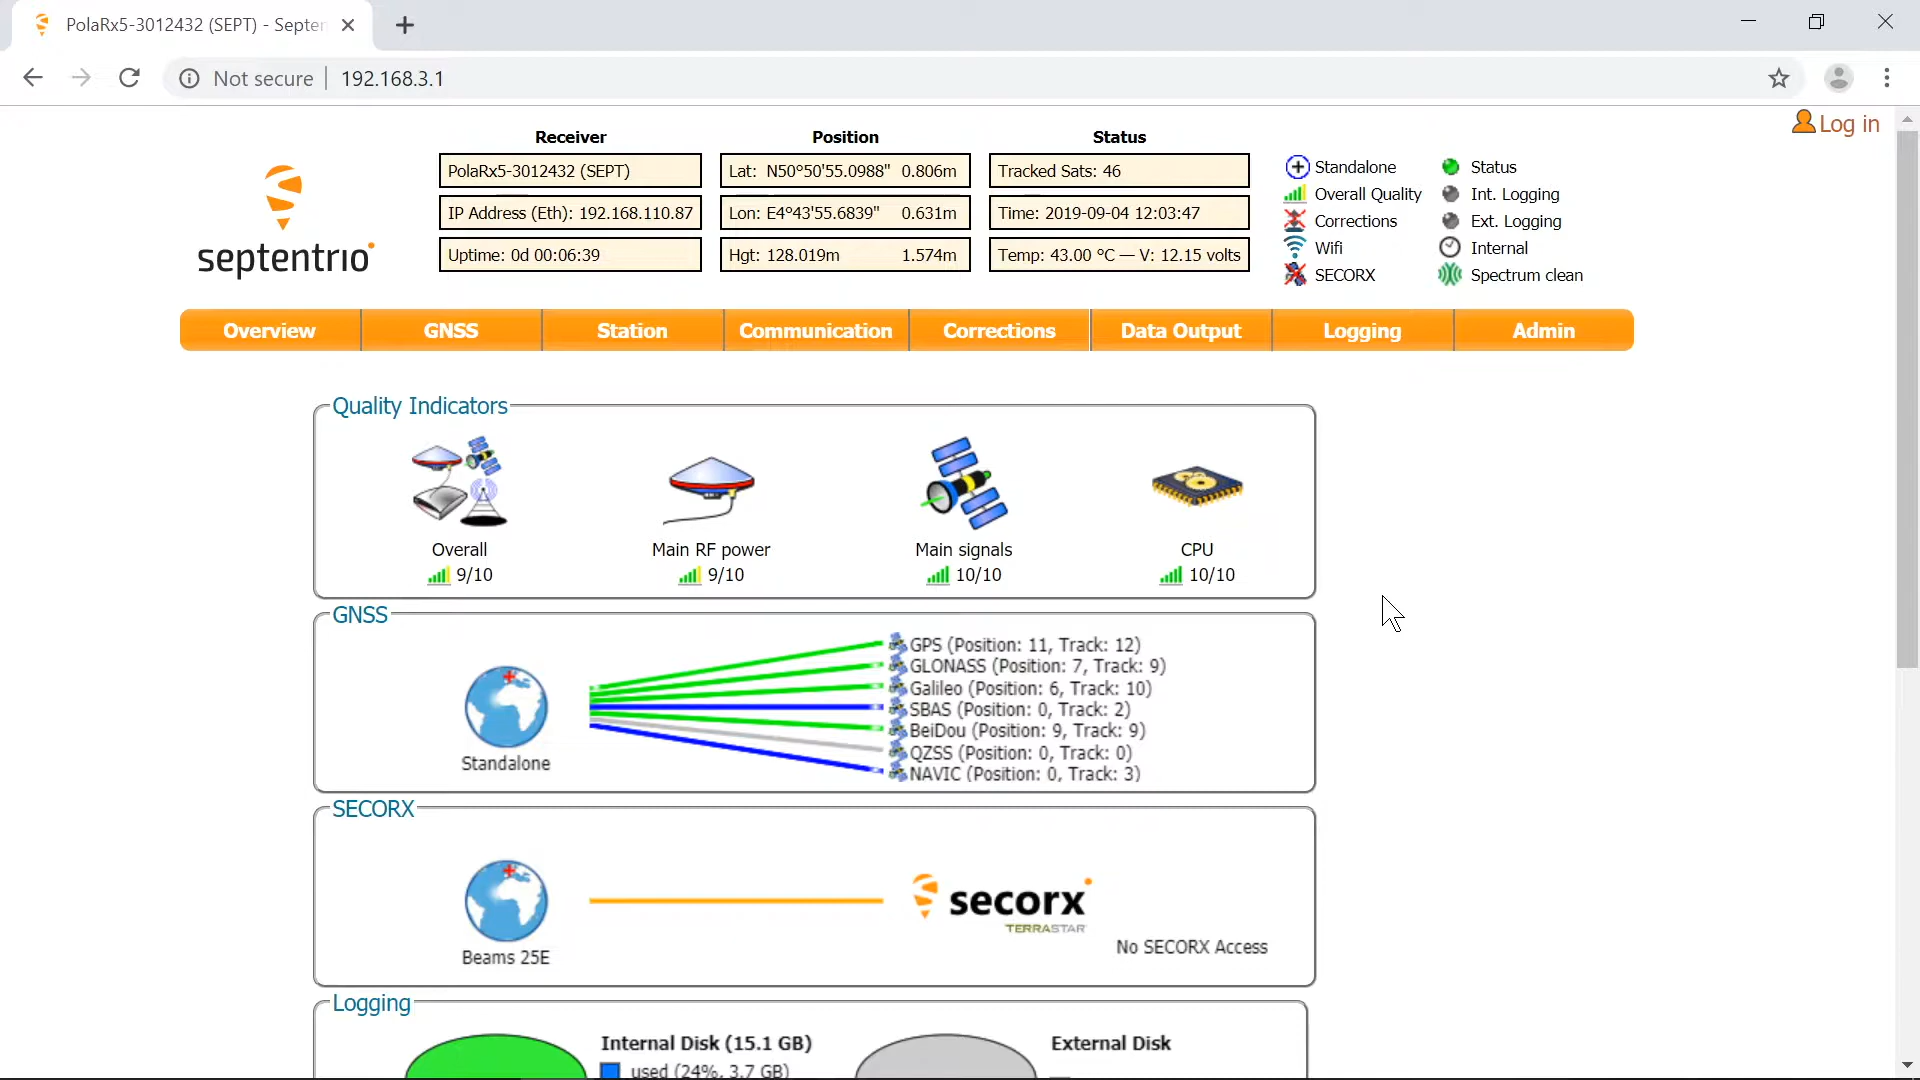 PolaRx5-3012432 (SEPT) - Septer
Not secure
192.168.3.1
Log in
septentrio
Receiver
PolaRx5-3012432 (SEPT)
IP Address (Eth): 192.168.110.87
Uptime: 0d 00:06:39
Position
Lat: N50°50'55.0988" 0.806m
Lon: E4°43'55.6839" 0.631m
Hgt: 128.019m 1.574m
Status
Tracked Sats: 46
Time: 2019-09-04 12:03:47
Temp: 43.00 °C — V: 12.15 volts
Standalone
Overall Quality
Corrections
Wifi
SECORX
Status
Int. Logging
Ext. Logging
Internal
Spectrum clean
Overview
GNSS
Station
Communication
Corrections
Data Output
Logging
Admin
Quality Indicators
Overall
9/10
Main RF power
9/10
Main signals
10/10
CPU
10/10
GNSS
Standalone
GPS (Position: 11, Track: 12)
GLONASS (Position: 7, Track: 9)
Galileo (Position: 6, Track: 10)
SBAS (Position: 0, Track: 2)
BeiDou (Position: 9, Track: 9)
QZSS (Position: 0, Track: 0)
NAVIC (Position: 0, Track: 3)
SECORX
Beams 25E
secorx
TERRASTAR
No SECORX Access
Logging
Internal Disk (15.1 GB)
used (24%, 3.7 GB)
External Disk